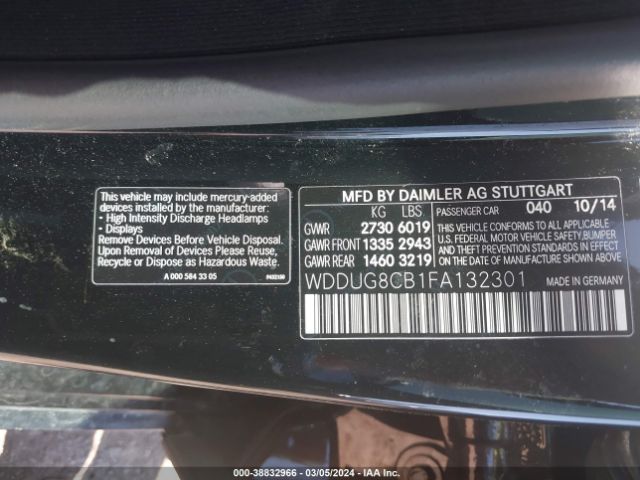 This vehicle may include mercury-added
devices installed by the manufacturer:
• High Intensity Discharge Headlamps
• Displays
Remove Devices Before Vehicle Disposal.
Upon Removal of Devices Please Reuse,
Recycle or Dispose as Hazardous Waste.
A 000 584 33 05
MFD BY DAIMLER AG STUTTGART
KG LBS PASSENGER CAR 040 10/14
GVWR 2730 6019
GAWR FRONT 1335 2943
GAWR REAR 1460 3219
THIS VEHICLE CONFORMS TO ALL APPLICABLE
U.S. FEDERAL MOTOR VEHICLE SAFETY,BUMPER
AND THEFT PREVENTION STANDARDS IN EFFECT
ON THE DATE OF MANUFACTURE SHOWN ABOVE.
WDDUG8CB1FA132301 MADE IN GERMANY
000-38832966 - 03/05/2024 - IAA Inc.